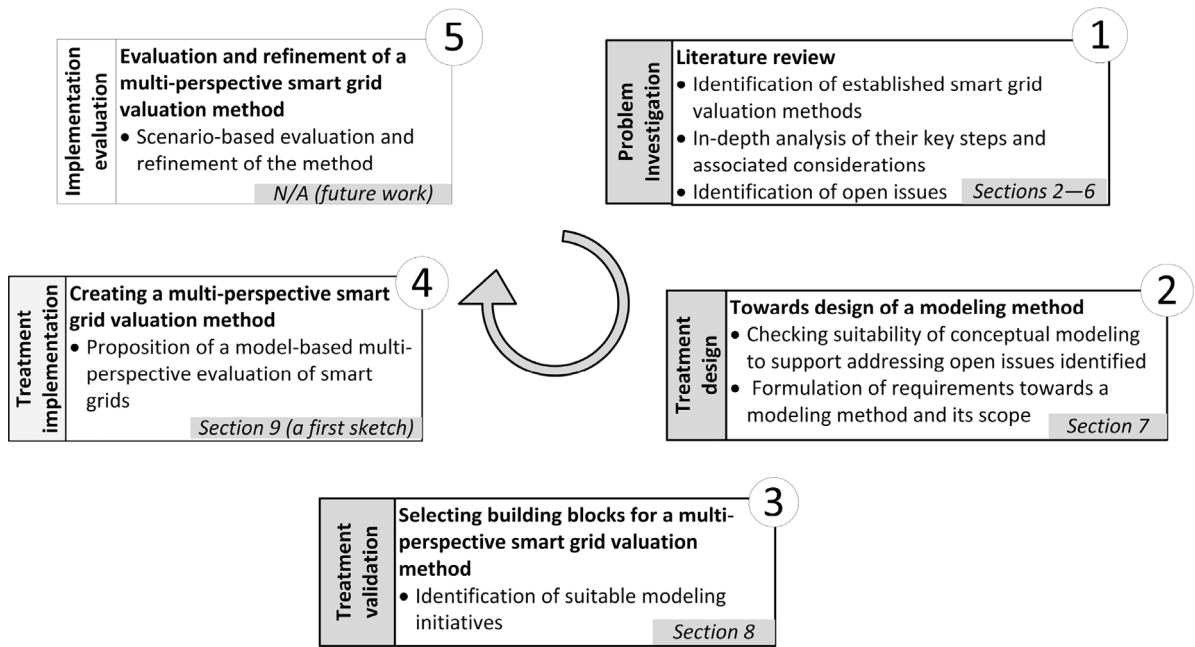 1
Problem
Investigation
Literature review
• Identification of established smart grid
valuation methods
• In-depth analysis of their key steps and
associated considerations
• Identification of open issues
Sections 2—6
2
Treatment
design
Towards design of a modeling method
• Checking suitability of conceptual modeling
to support addressing open issues identified
• Formulation of requirements towards a
modeling method and its scope
Section 7
3
Treatment
validation
Selecting building blocks for a multi-
perspective smart grid valuation
method
• Identification of suitable modeling
initiatives
Section 8
4
Treatment
implementation
Creating a multi-perspective smart
grid valuation method
• Proposition of a model-based multi-
perspective evaluation of smart
grids
Section 9 (a first sketch)
5
Implementation
evaluation
Evaluation and refinement of a
multi-perspective smart grid
valuation method
• Scenario-based evaluation and
refinement of the method
N/A (future work)